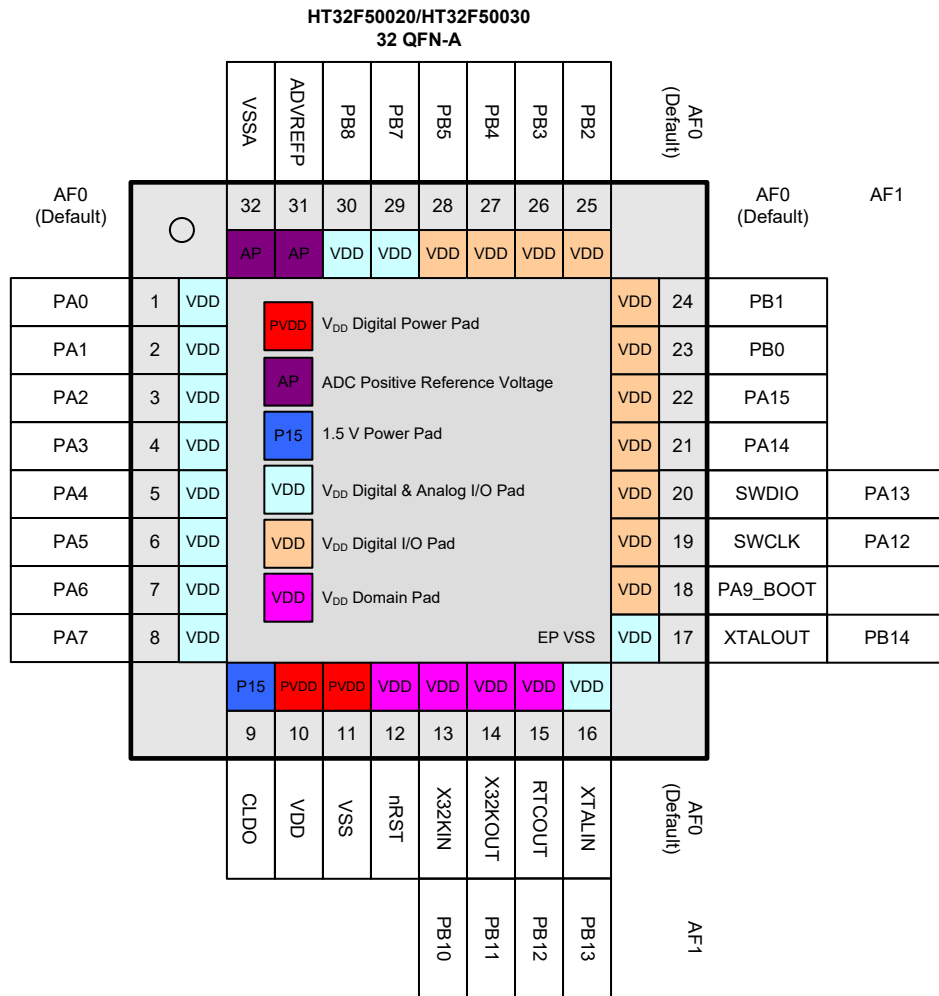 HT32F50020/HT32F50030
32 QFN-A
VSSA
ADVREFP
PB8
PB7
PB5
PB4
PB3
PB2
AF0
(Default)
AF0
(Default)
32 31 30 29 28 27 26 25
AF0
(Default)
AF1
AP AP VDD VDD VDD VDD VDD VDD
PA0 1 VDD
PA1 2 VDD
PA2 3 VDD
PA3 4 VDD
PA4 5 VDD
PA5 6 VDD
PA6 7 VDD
PA7 8 VDD
PVDD VDD Digital Power Pad
AP ADC Positive Reference Voltage
P15 1.5 V Power Pad
VDD VDD Digital & Analog I/O Pad
VDD VDD Digital I/O Pad
VDD VDD Domain Pad
EP VSS
VDD 24 PB1
VDD 23 PB0
VDD 22 PA15
VDD 21 PA14
VDD 20 SWDIO PA13
VDD 19 SWCLK PA12
VDD 18 PA9_BOOT
VDD 17 XTALOUT PB14
P15 PVDD PVDD VDD VDD VDD VDD VDD
9 10 11 12 13 14 15 16
CLDO
VDD
VSS
nRST
X32KIN
X32KOUT
RTCOUT
XTALIN
AF0
(Default)
PB10
PB11
PB12
PB13
AF1